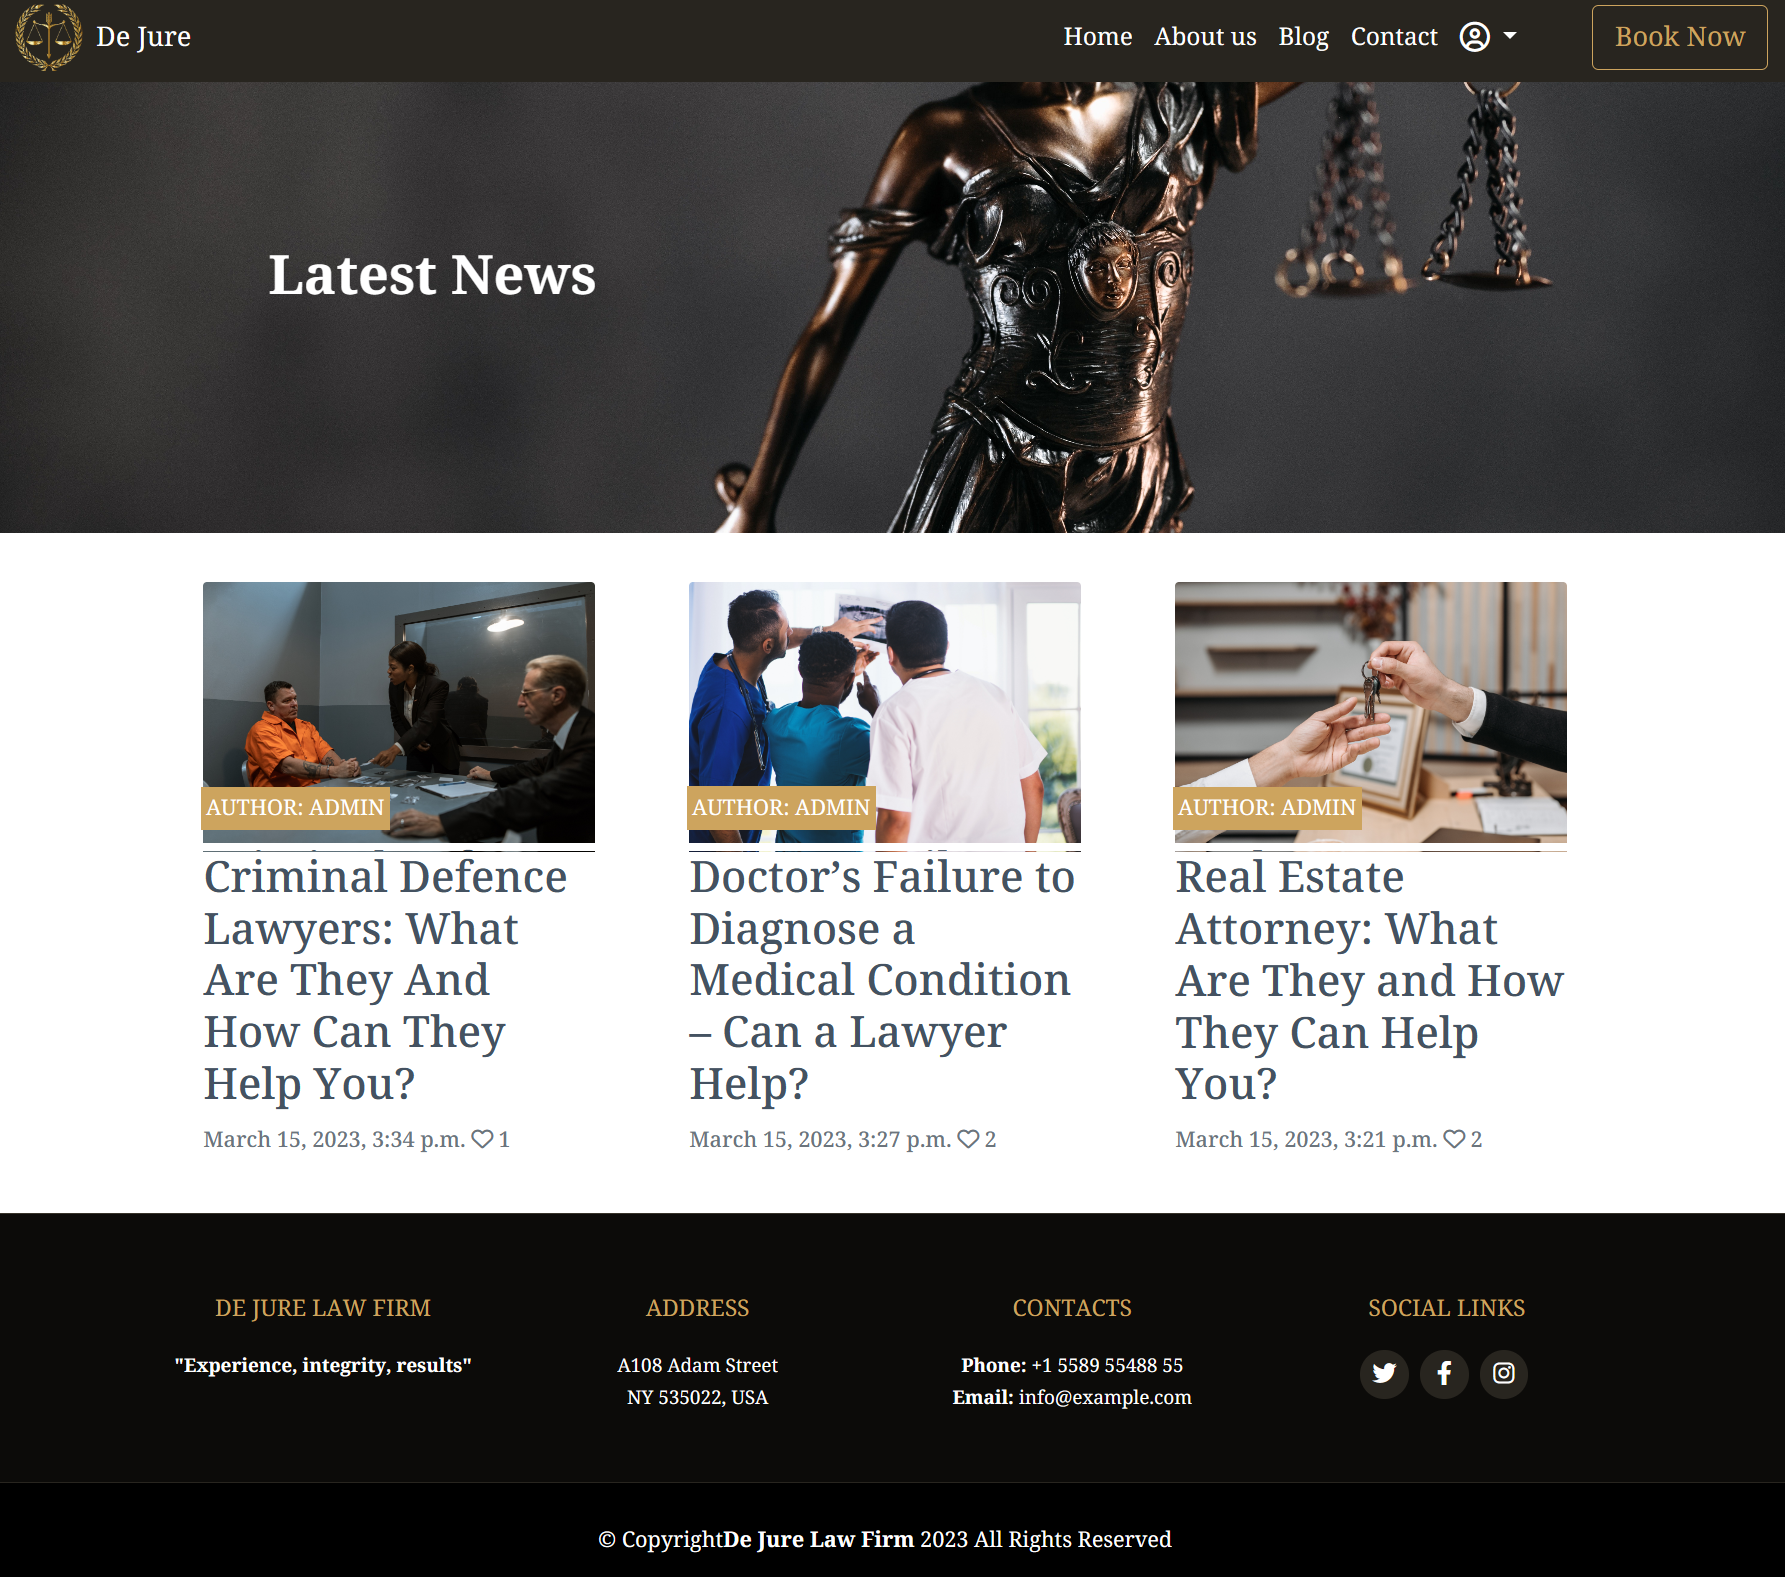 De Jure
Home About us Blog Contact
Book Now
Latest News
AUTHOR: ADMIN
Criminal Defence
Lawyers: What
Are They And
How Can They
Help You?
March 15, 2023, 3:34 p.m. 1
AUTHOR: ADMIN
Doctor’s Failure to
Diagnose a
Medical Condition
– Can a Lawyer
Help?
March 15, 2023, 3:27 p.m. 2
AUTHOR: ADMIN
Real Estate
Attorney: What
Are They and How
They Can Help
You?
March 15, 2023, 3:21 p.m. 2
DE JURE LAW FIRM
"Experience, integrity, results"
ADDRESS
A108 Adam Street
NY 535022, USA
CONTACTS
Phone: +1 5589 55488 55
Email: info@example.com
SOCIAL LINKS
© CopyrightDe Jure Law Firm 2023 All Rights Reserved